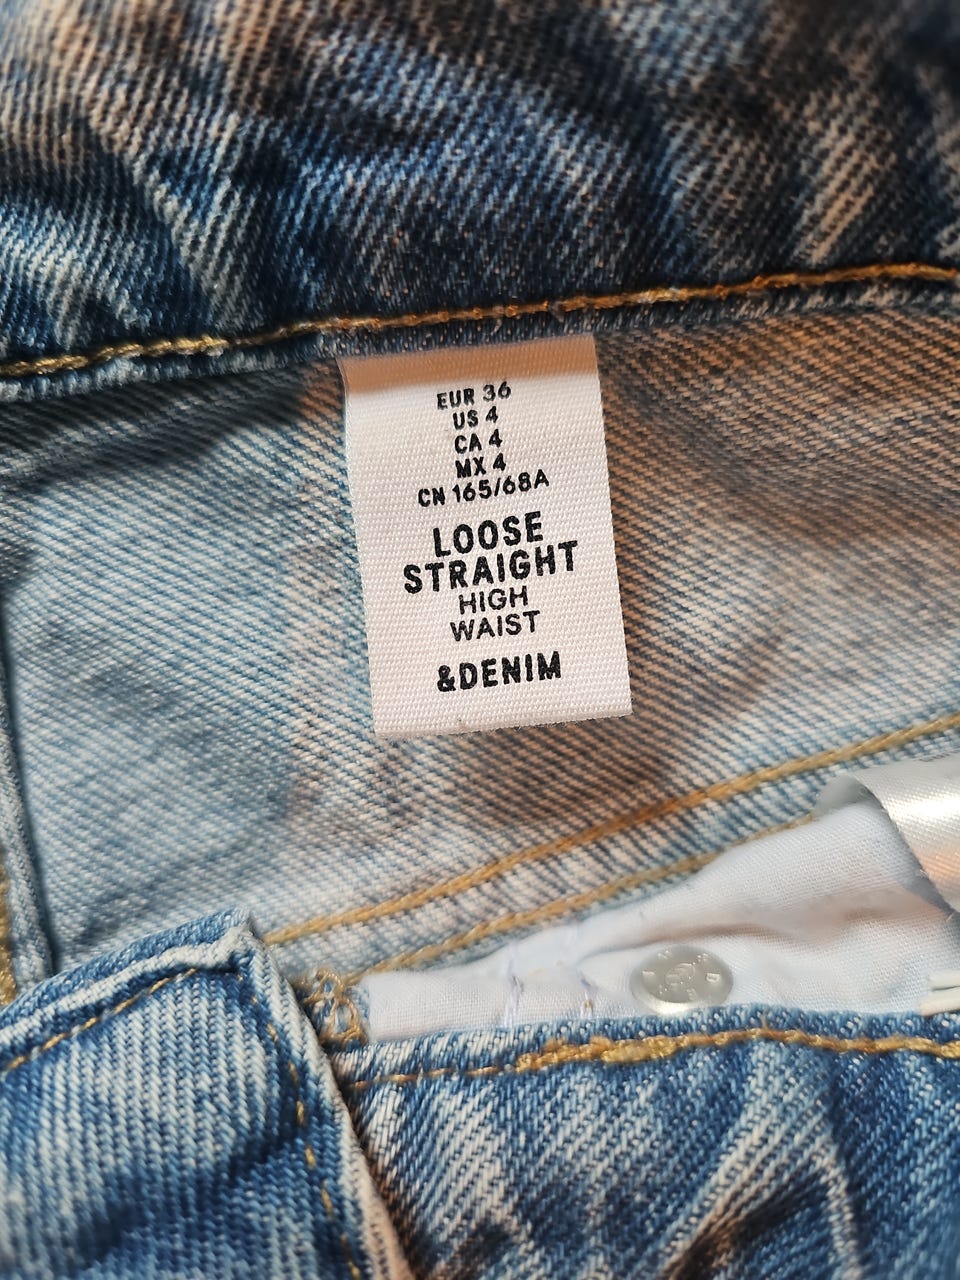 EUR 36
US 4
CA 4
MX 4
CN 165/68A
LOOSE
STRAIGHT
HIGH
WAIST
&DENIM